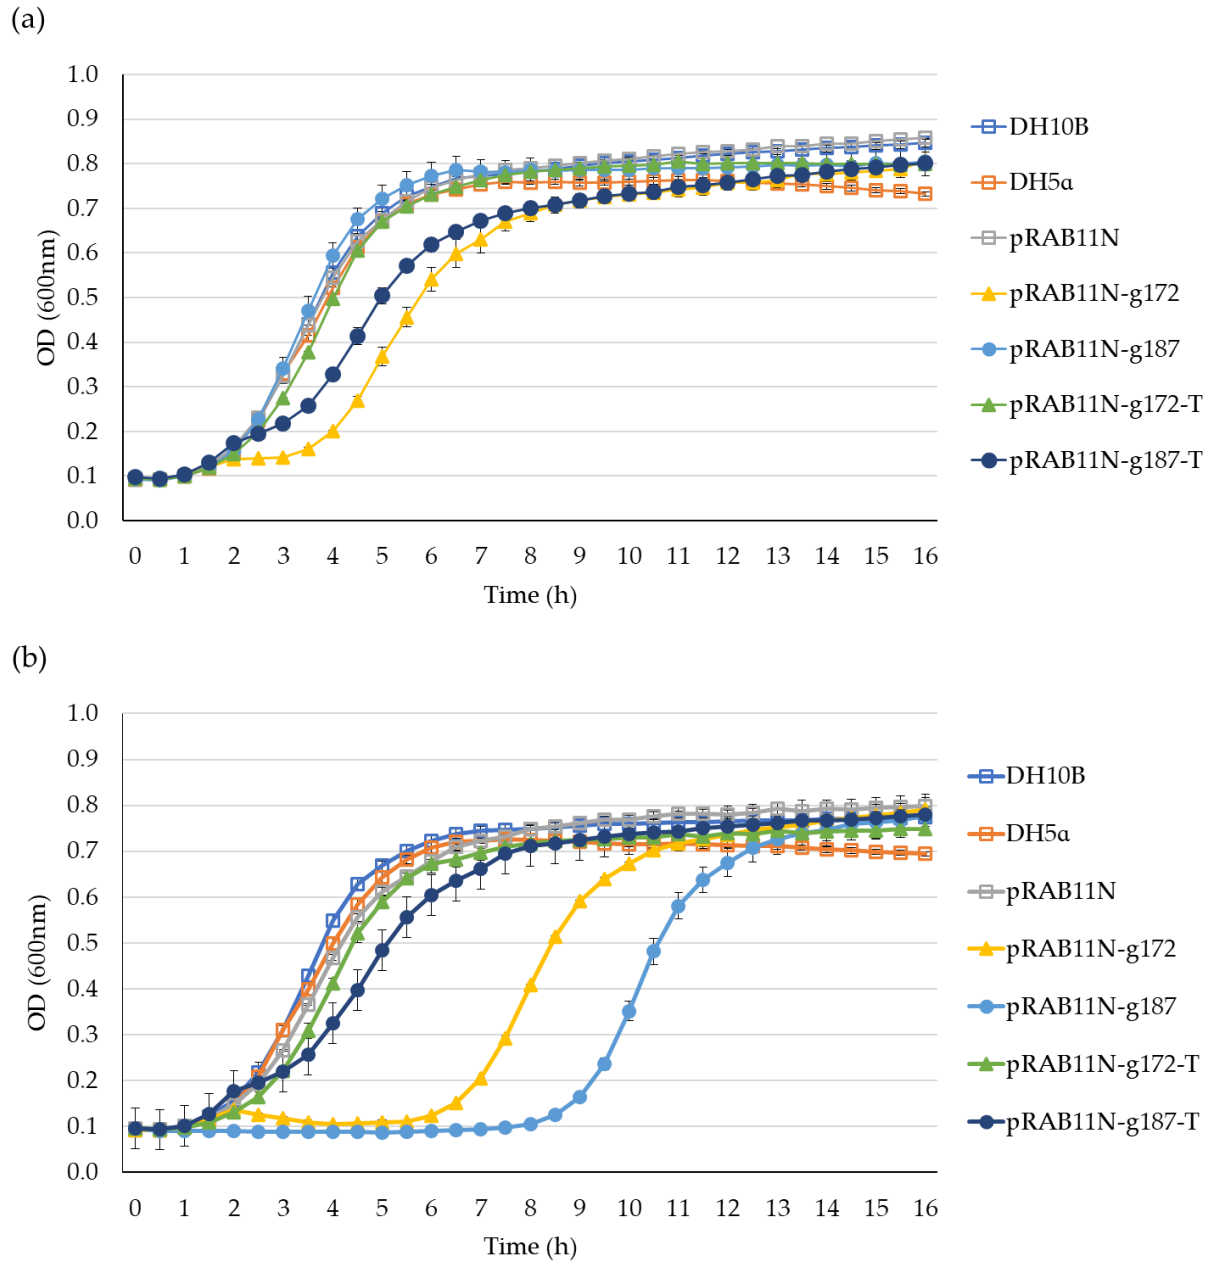 (a)
1.0
0.9
0.8
0.7
0.6
0.5
0.4
0.3
0.2
0.1
0.0
OD (600nm)
0 1 2 3 4 5 6 7 8 9 10 11 12 13 14 15 16
Time (h)
DH10B
DH5α
pRAB11N
pRAB11N-g172
pRAB11N-g187
pRAB11N-g172-T
pRAB11N-g187-T
(b)
1.0
0.9
0.8
0.7
0.6
0.5
0.4
0.3
0.2
0.1
0.0
OD (600nm)
0 1 2 3 4 5 6 7 8 9 10 11 12 13 14 15 16
Time (h)
DH10B
DH5α
pRAB11N
pRAB11N-g172
pRAB11N-g187
pRAB11N-g172-T
pRAB11N-g187-T